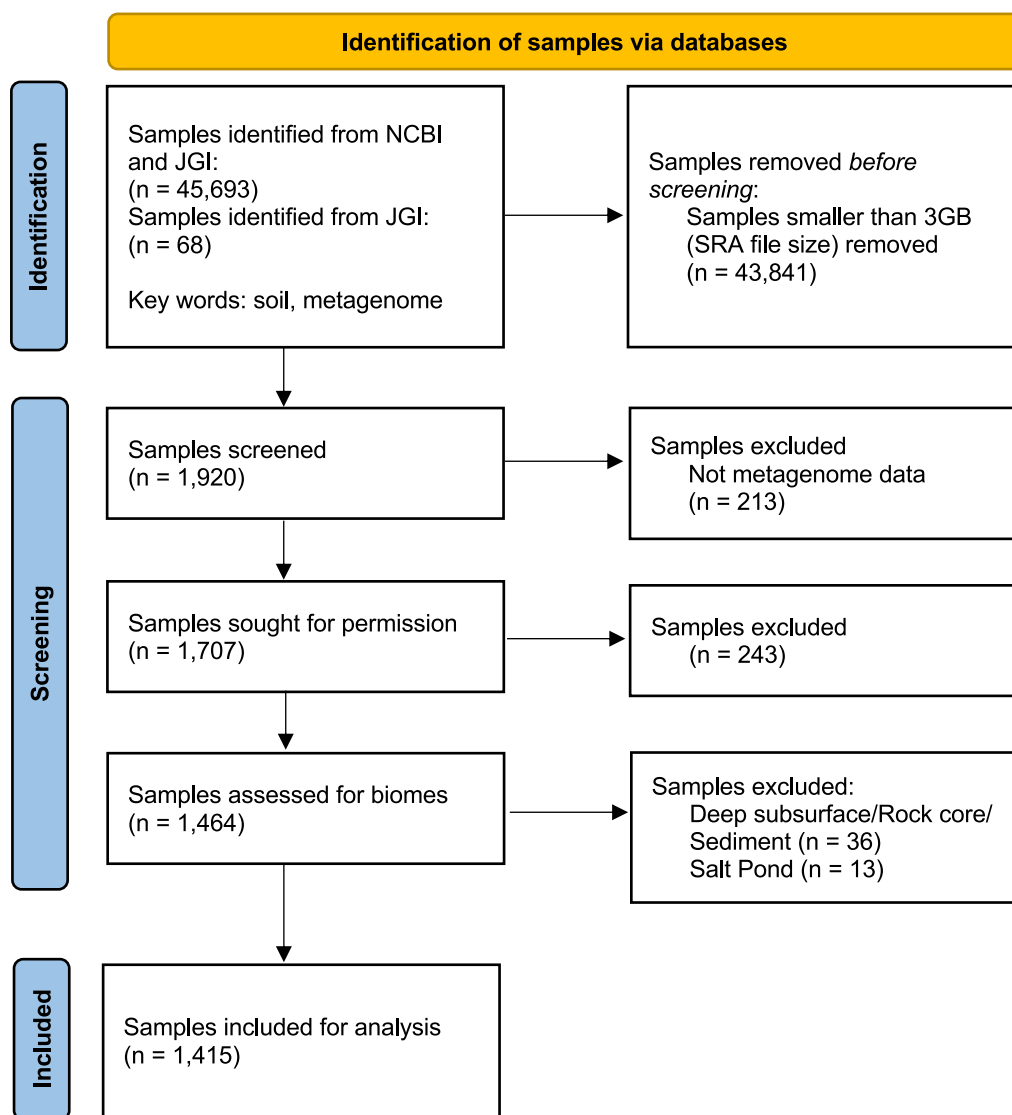 Identification of samples via databases
Identification
Samples identified from NCBI
and JGI:
(n = 45,693)
Samples identified from JGI:
(n = 68)
Key words: soil, metagenome
Samples removed before
screening:
Samples smaller than 3GB
(SRA file size) removed
(n = 43,841)
Screening
Samples screened
(n = 1,920)
Samples excluded
Not metagenome data
(n = 213)
Samples sought for permission
(n = 1,707)
Samples excluded
(n = 243)
Samples assessed for biomes
(n = 1,464)
Samples excluded:
Deep subsurface/Rock core/
Sediment (n = 36)
Salt Pond (n = 13)
Included
Samples included for analysis
(n = 1,415)